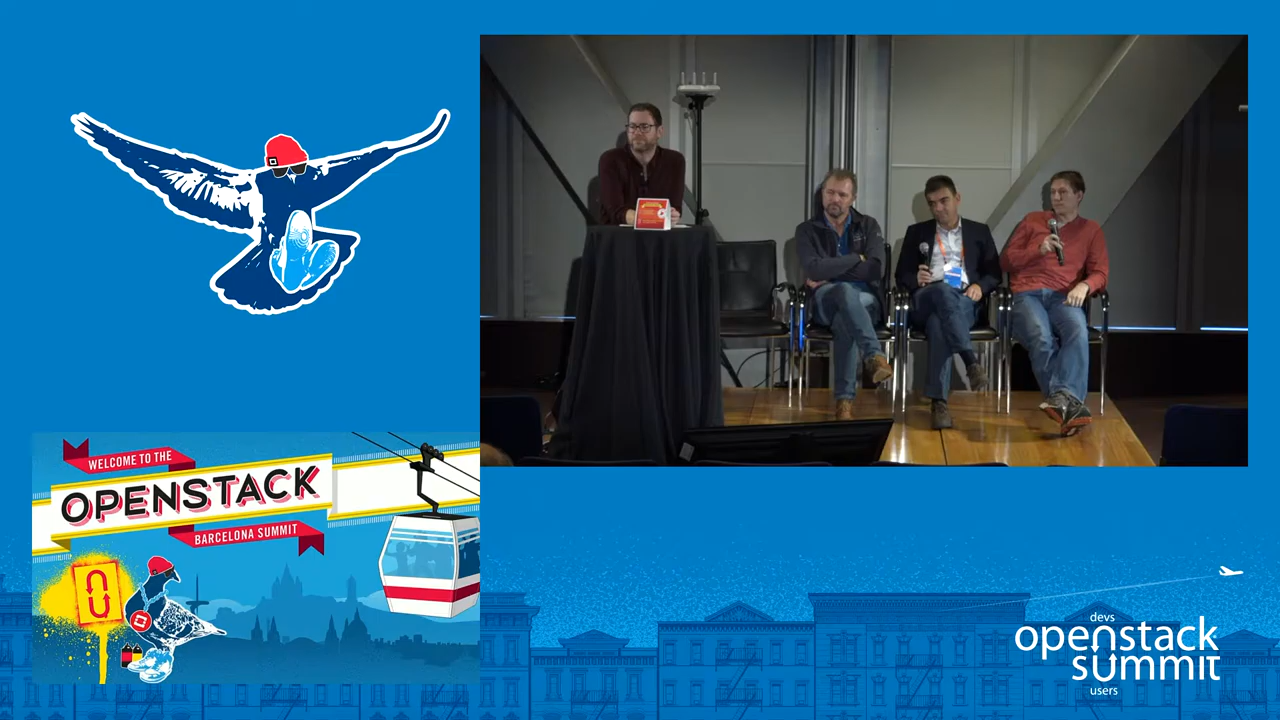 WELCOME TO THE
OPENSTACK
BARCELONA SUMMIT
devs
openstack
summit
users